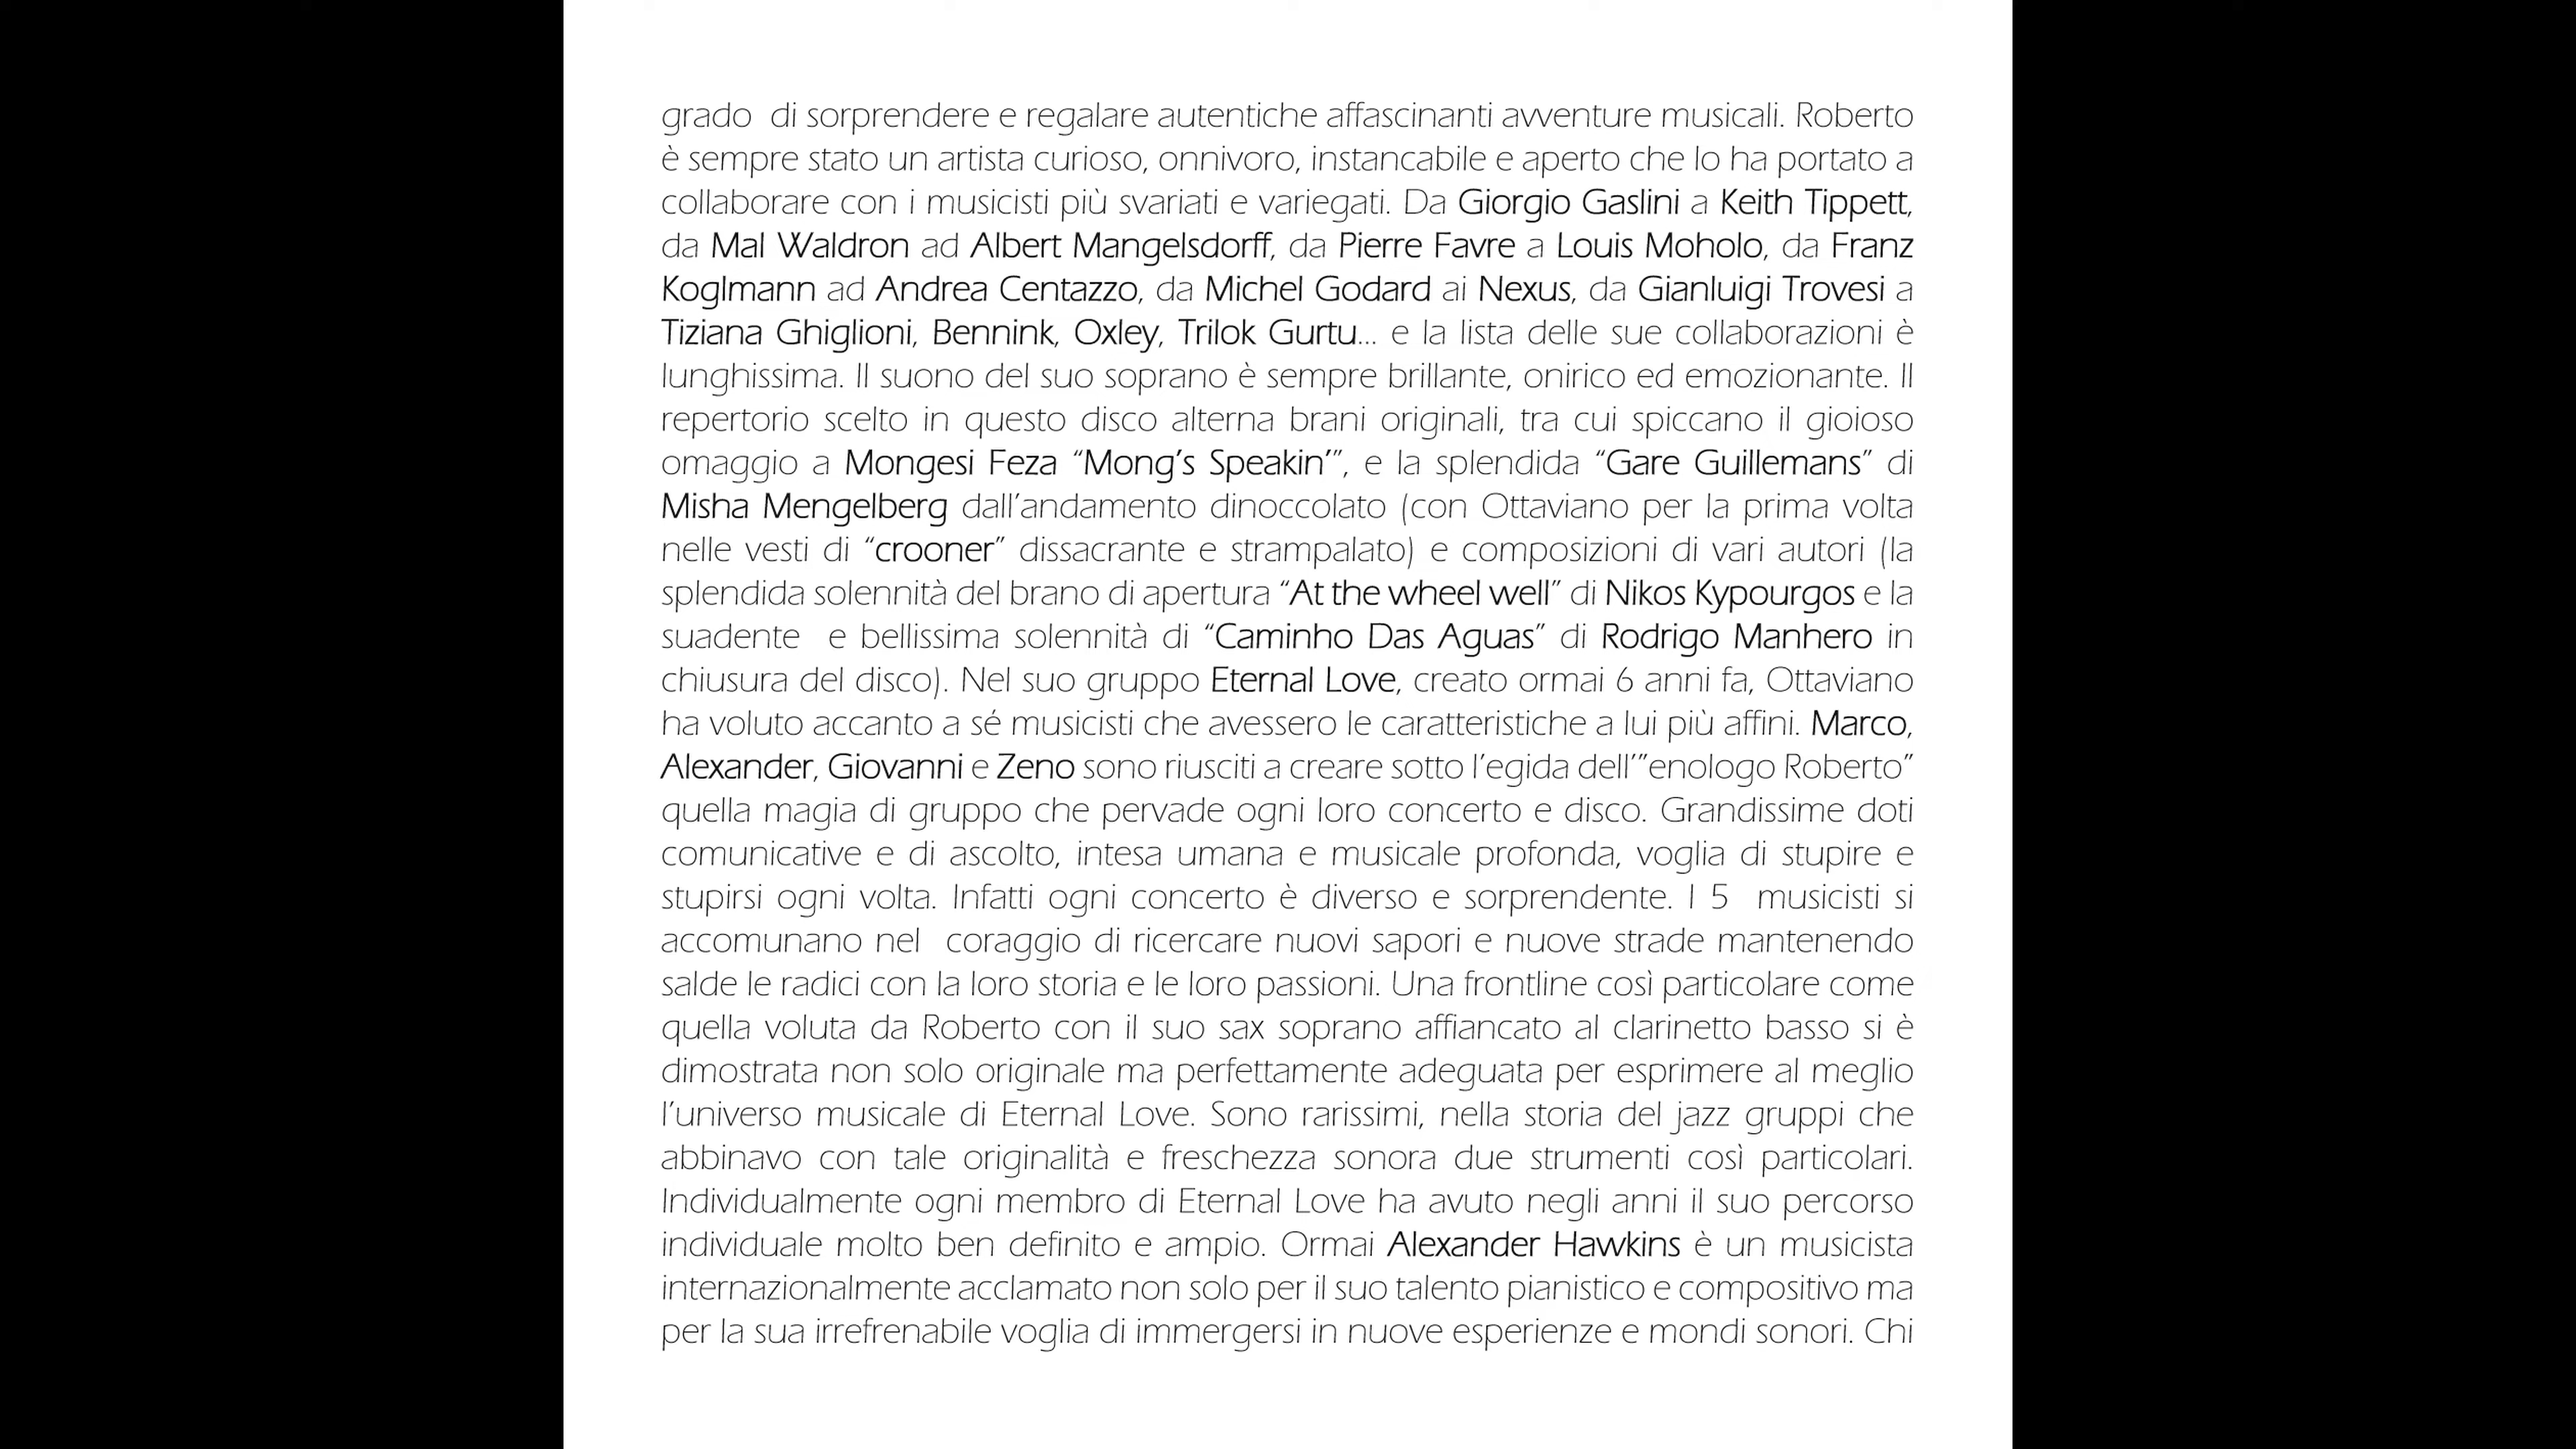 grado  di sorprendere e regalare autentiche affascinanti avventure musicali. Roberto
è sempre stato un artista curioso, onnivoro, instancabile e aperto che lo ha portato a
collaborare con i musicisti più svariati e variegati. Da Giorgio Gaslini a Keith Tippett,
da Mal Waldron ad Albert Mangelsdorff, da Pierre Favre a Louis Moholo, da Franz
Koglmann ad Andrea Centazzo, da Michel Godard ai Nexus, da Gianluigi Trovesi a
Tiziana Ghiglioni, Bennink, Oxley, Trilok Gurtu... e la lista delle sue collaborazioni è
lunghissima. Il suono del suo soprano è sempre brillante, onirico ed emozionante. Il
repertorio scelto in questo disco alterna brani originali, tra cui spiccano il gioioso
omaggio a Mongesi Feza “Mong’s Speakin’”, e la splendida “Gare Guillemans” di
Misha Mengelberg dall’andamento dinoccolato (con Ottaviano per la prima volta
nelle vesti di “crooner” dissacrante e strampalato) e composizioni di vari autori (la
splendida solennità del brano di apertura “At the wheel well” di Nikos Kypourgos e la
suadente  e bellissima solennità di “Caminho Das Aguas” di Rodrigo Manhero in
chiusura del disco). Nel suo gruppo Eternal Love, creato ormai 6 anni fa, Ottaviano
ha voluto accanto a sé musicisti che avessero le caratteristiche a lui più affini. Marco,
Alexander, Giovanni e Zeno sono riusciti a creare sotto l’egida dell’”enologo Roberto”
quella magia di gruppo che pervade ogni loro concerto e disco. Grandissime doti
comunicative e di ascolto, intesa umana e musicale profonda, voglia di stupire e
stupirsi ogni volta. Infatti ogni concerto è diverso e sorprendente. I 5  musicisti si
accomunano nel  coraggio di ricercare nuovi sapori e nuove strade mantenendo
salde le radici con la loro storia e le loro passioni. Una frontline così particolare come
quella voluta da Roberto con il suo sax soprano affiancato al clarinetto basso si è
dimostrata non solo originale ma perfettamente adeguata per esprimere al meglio
l’universo musicale di Eternal Love. Sono rarissimi, nella storia del jazz gruppi che
abbinavo con tale originalità e freschezza sonora due strumenti così particolari.
Individualmente ogni membro di Eternal Love ha avuto negli anni il suo percorso
individuale molto ben definito e ampio. Ormai Alexander Hawkins è un musicista
internazionalmente acclamato non solo per il suo talento pianistico e compositivo ma
per la sua irrefrenabile voglia di immergersi in nuove esperienze e mondi sonori. Chi